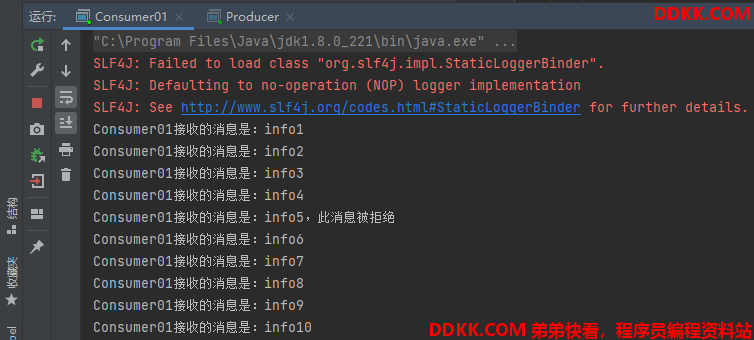 运行: Consumer01 Producer
DDKK.COM
"C:\Program Files\Java\jdk1.8.0_221\bin\java.exe" ...
SLF4J: Failed to load class "org.slf4j.impl.StaticLoggerBinder".
SLF4J: Defaulting to no-operation (NOP) logger implementation
SLF4J: See http://www.slf4j.org/codes.html#StaticLoggerBinder for further details.
Consumer01接收的消息是：info1
Consumer01接收的消息是：info2
Consumer01接收的消息是：info3
Consumer01接收的消息是：info4
Consumer01接收的消息是：info5，此消息被拒绝
Consumer01接收的消息是：info6
Consumer01接收的消息是：info7
Consumer01接收的消息是：info8
Consumer01接收的消息是：info9
Consumer01接收的消息是：info10
结构
收藏夹
DDKK.COM 弟弟快看，程序员编程资料站